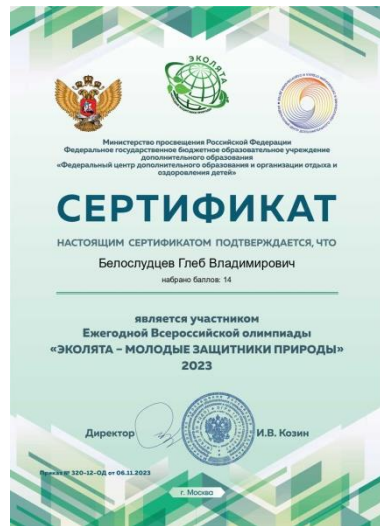 ЭКОЛЯТА
Министерство просвещения Российской Федерации
Федеральное государственное бюджетное образовательное учреждение
дополнительного образования
«Федеральный центр дополнительного образования и организации отдыха и
оздоровления детей»
СЕРТИФИКАТ
НАСТОЯЩИМ СЕРТИФИКАТОМ ПОДТВЕРЖДАЕТСЯ, ЧТО
Белослудцев Глеб Владимирович
набрано баллов: 14
является участником
Ежегодной Всероссийской олимпиады
«ЭКОЛЯТА – МОЛОДЫЕ ЗАЩИТНИКИ ПРИРОДЫ»
2023
Директор И.В. Козин
Приказ № 320-12-ОД от 06.11.2023
г. Москва